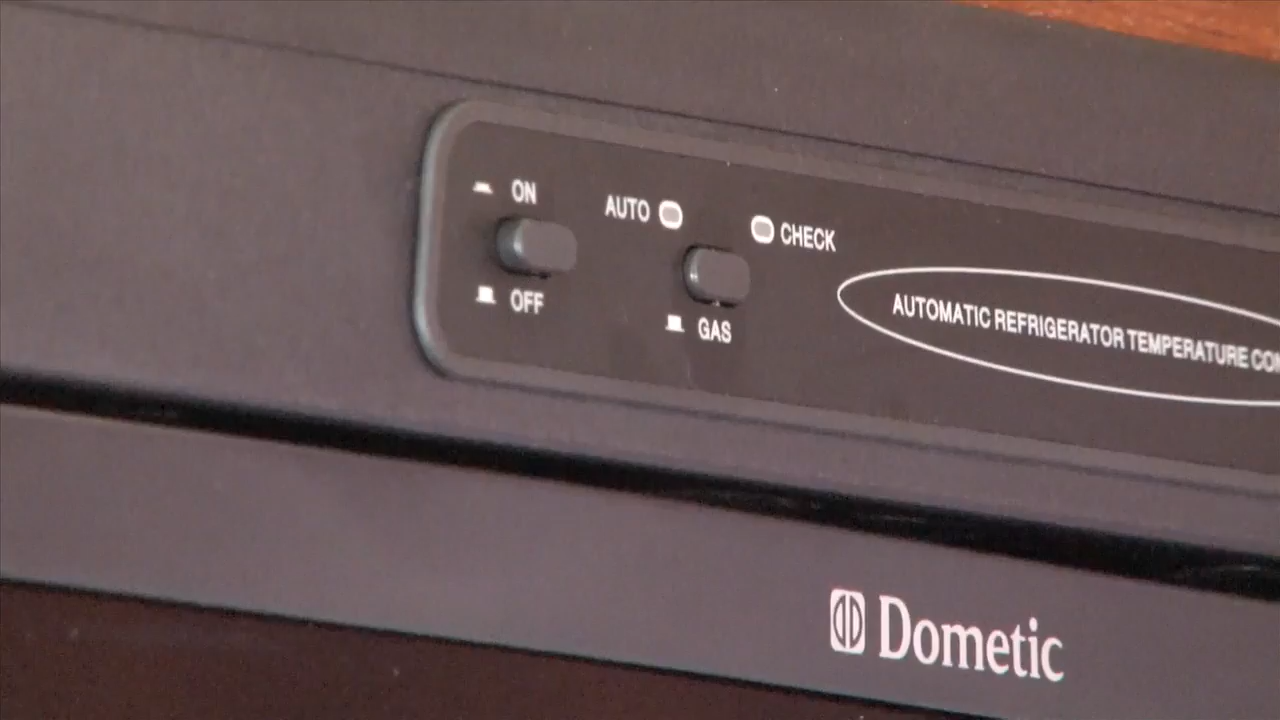 ON
OFF
AUTO
GAS
CHECK
AUTOMATIC REFRIGERATOR TEMPERATURE
Dometic